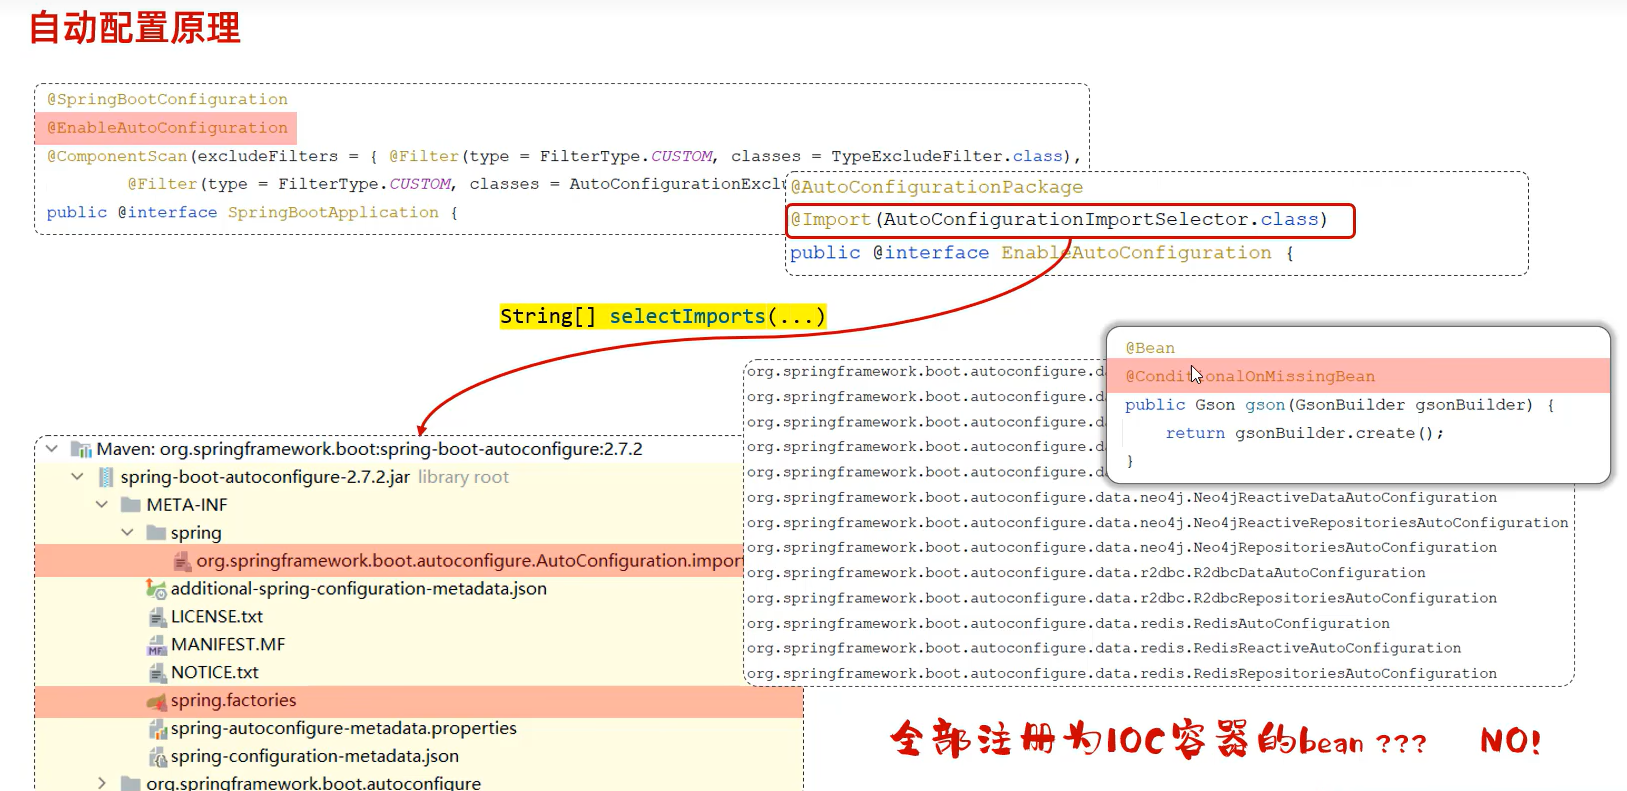 自动配置原理
@SpringBootConfiguration
@EnableAutoConfiguration
@ComponentScan(excludeFilters = { @Filter(type = FilterType.CUSTOM, classes = TypeExcludeFilter.class),
@Filter(type = FilterType.CUSTOM, classes = AutoConfigurationExclu
public @interface SpringBootApplication {
@AutoConfigurationPackage
@Import(AutoConfigurationImportSelector.class)
public @interface EnableAutoConfiguration {
String[] selectImports(...)
@Bean
@ConditionalOnMissingBean
public Gson gson(GsonBuilder gsonBuilder) {
return gsonBuilder.create();
}
org.springframework.boot.autoconfigure.da
org.springframework.boot.autoconfigure.da
org.springframework.boot.autoconfigure.da
org.springframework.boot.autoconfigure.da
org.springframework.boot.autoconfigure.da
org.springframework.boot.autoconfigure.data.neo4j.Neo4jReactiveDataAutoConfiguration
org.springframework.boot.autoconfigure.data.neo4j.Neo4jReactiveRepositoriesAutoConfiguration
org.springframework.boot.autoconfigure.data.neo4j.Neo4jRepositoriesAutoConfiguration
org.springframework.boot.autoconfigure.data.r2dbc.R2dbcDataAutoConfiguration
org.springframework.boot.autoconfigure.data.r2dbc.R2dbcRepositoriesAutoConfiguration
org.springframework.boot.autoconfigure.data.redis.RedisAutoConfiguration
org.springframework.boot.autoconfigure.data.redis.RedisReactiveAutoConfiguration
org.springframework.boot.autoconfigure.data.redis.RedisRepositoriesAutoConfiguration
Maven: org.springframework.boot:spring-boot-autoconfigure:2.7.2
spring-boot-autoconfigure-2.7.2.jar library root
META-INF
spring
org.springframework.boot.autoconfigure.AutoConfiguration.import
additional-spring-configuration-metadata.json
LICENSE.txt
MANIFEST.MF
NOTICE.txt
spring.factories
spring-autoconfigure-metadata.properties
spring-configuration-metadata.json
org.springframework.boot.autoconfigure
全部注册为IOC容器的bean ??? NO!